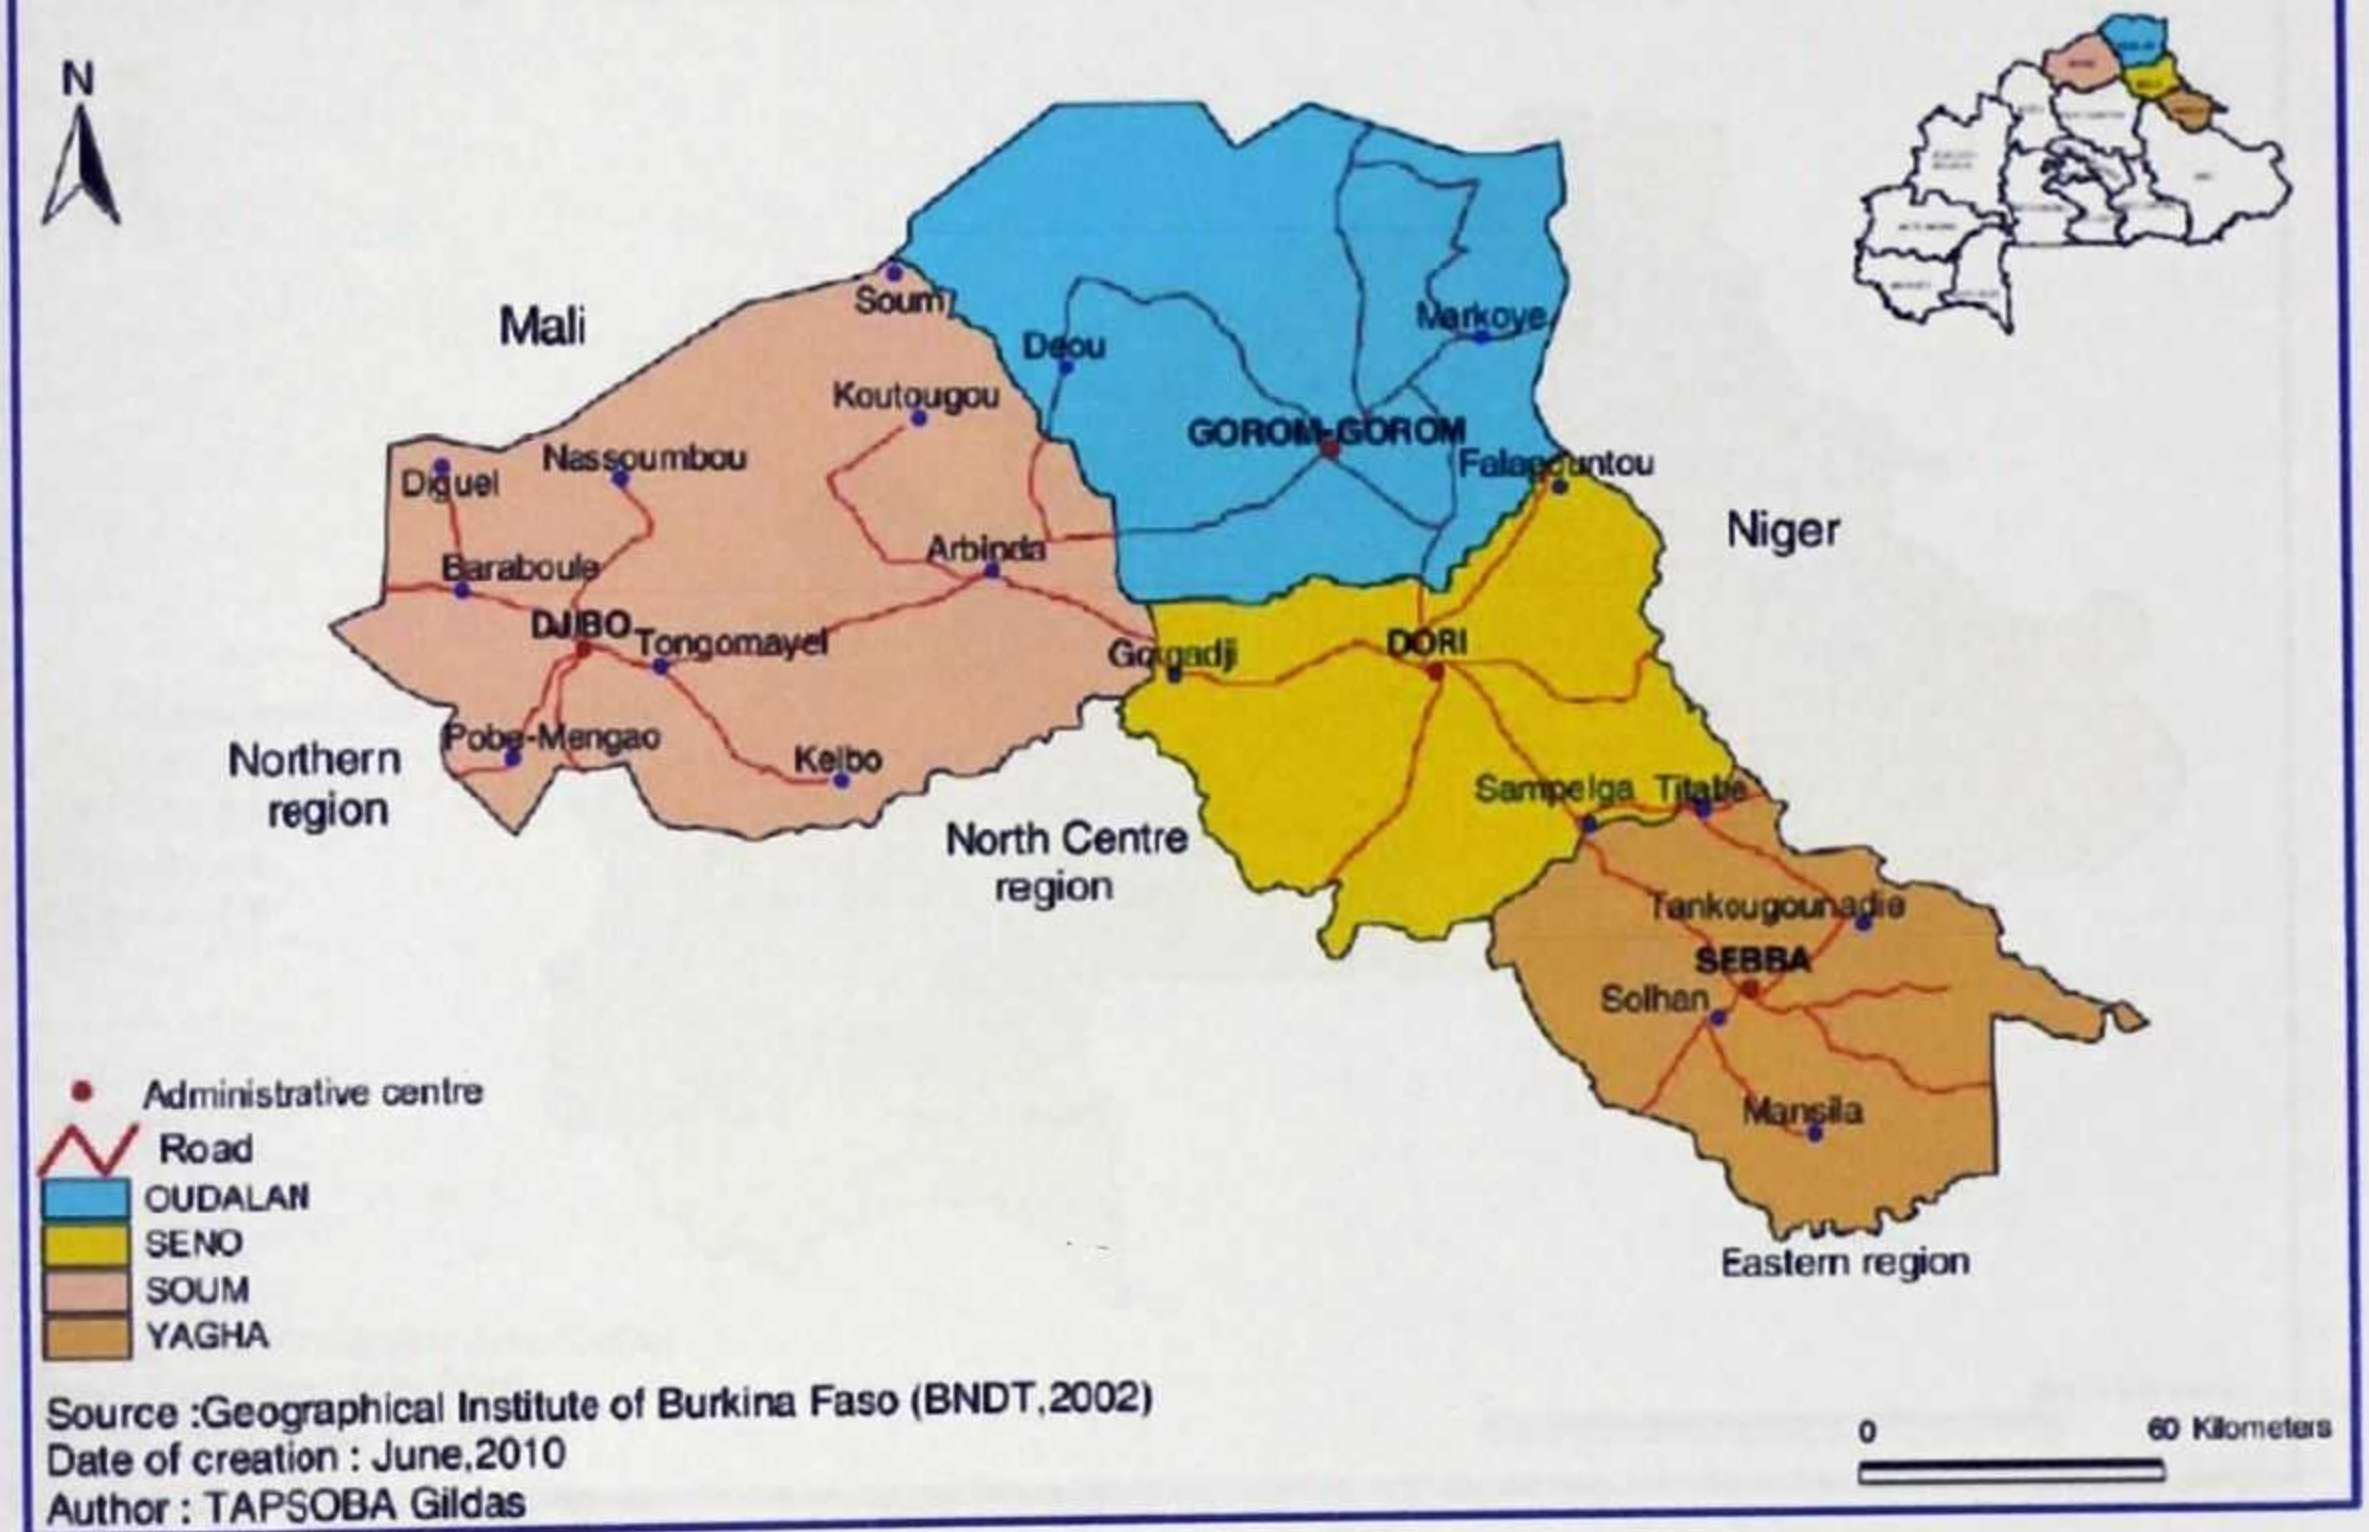 N
Mali
Soum
Deou
Markoye
Koutougou
GOROM-GOROM
Diguel
Nassoumbou
Falagountou
Niger
Baraboule
Arbinda
DJIBO
Tongomayel
Gorgadji
DORI
Pobe-Mengao
Kelbo
Northern
region
Sampelga
Titabe
North Centre
region
Tankougounadie
SEBBA
Solhan
Mansila
Eastern region
Administrative centre
Road
OUDALAN
SENO
SOUM
YAGHA
Source :Geographical Institute of Burkina Faso (BNDT,2002)
Date of creation : June,2010
Author : TAPSOBA Gildas
0
60 Kilometers